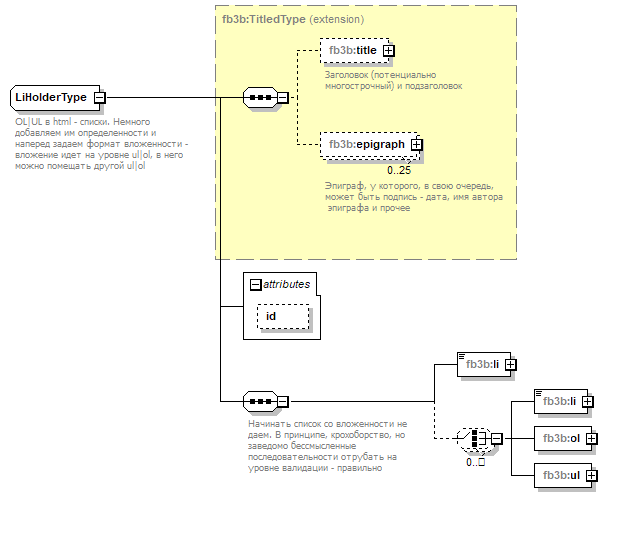 fb3b:TitledType (extension)
fb3b:title
Заголовок (потенциально
многострочный) и подзаголовок
LiHolderType
OL|UL в html - списки. Немного
добавляем им определенности и
наперед задаем формат вложенности -
вложение идет на уровне ul|ol, в него
можно помещать другой ul|ol
fb3b:epigraph
0..25
Эпиграф, у которого, в свою очередь,
может быть подпись - дата, имя автора
эпиграфа и прочее
attributes
id
fb3b:li
Начинать список со вложенности не
даем. В принципе, крохоборство, но
заведомо бессмысленные
последовательности отрубать на
уровне валидации - правильно
0..
fb3b:li
fb3b:ol
fb3b:ul